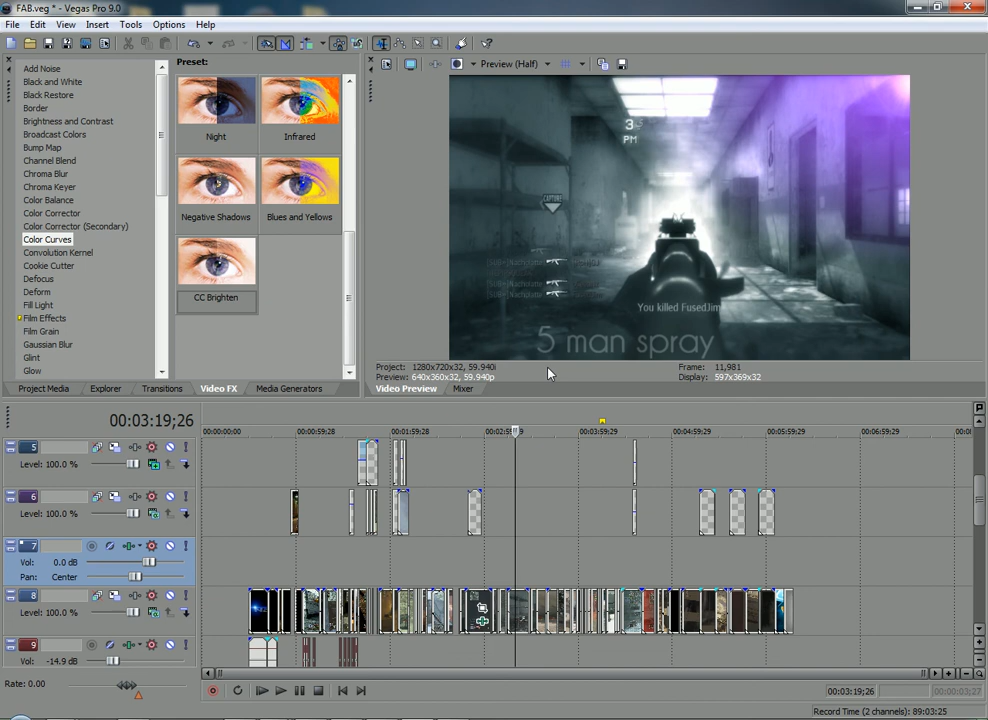 FAB.veg * - Vegas Pro 9.0
File Edit View Insert Tools Options Help
Preview (Half)
Add Noise
Black and White
Black Restore
Border
Brightness and Contrast
Broadcast Colors
Bump Map
Channel Blend
Chroma Blur
Chroma Keyer
Color Balance
Color Corrector
Color Corrector (Secondary)
Color Curves
Convolution Kernel
Cookie Cutter
Defocus
Deform
Fill Light
Film Effects
Film Grain
Gaussian Blur
Glint
Glow
Preset:
Night
Infrared
Negative Shadows
Blues and Yellows
CC Brighten
3
PM
CAPTURE
You killed FusedJim
5 man spray
Project: 1280x720x32, 59.940i
Preview: 640x360x32, 59.940p
Frame: 11,981
Display: 597x369x32
Project Media Explorer Transitions Video FX Media Generators
Video Preview Mixer
00:03:19;26
00:00:00;00 00:00:59;28 00:01:59;28 00:03:59;29 00:04:59;29 00:05:59;29 00:06:59;29
5
Level: 100.0 %
6
Level: 100.0 %
7
Vol: 0.0 dB
Pan: Center
8
Level: 100.0 %
9
Vol: -14.9 dB
Rate: 0.00
00:03:19;26
00:00:03;27
Record Time (2 channels): 89:03:25